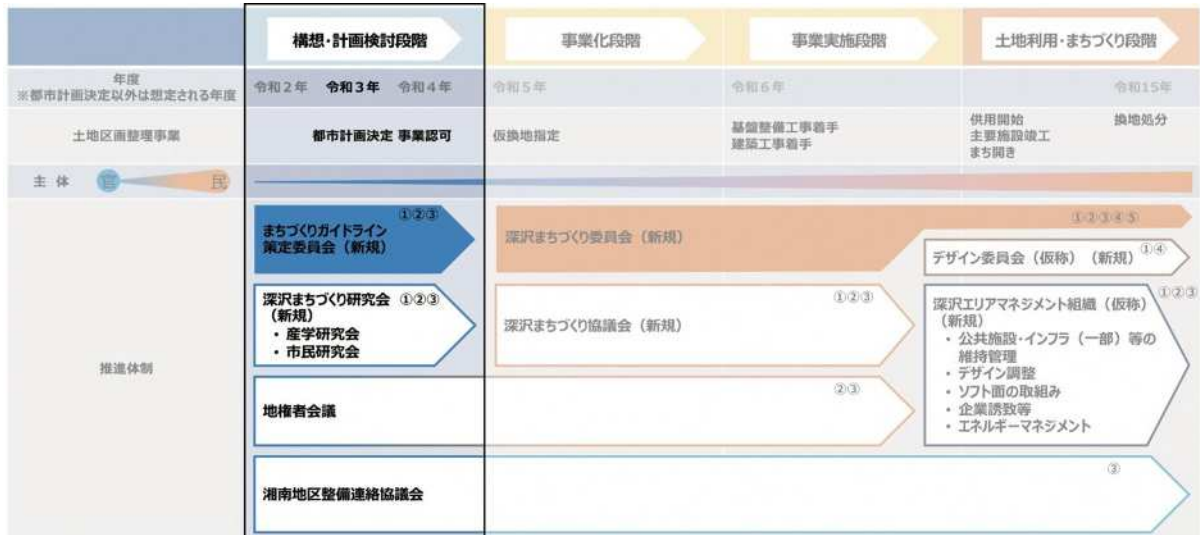 構想・計画検討段階
事業化段階
事業実施段階
土地利用・まちづくり段階
年度
※都市計画決定以外は想定される年度
令和2年 令和3年 令和4年
令和5年
令和6年
令和15年
土地区画整理事業
都市計画決定 事業認可
仮換地指定
基盤整備工事着手
建築工事着手
供用開始
主要施設竣工
まち開き
換地処分
主 体
官
民
推進体制
①②③
まちづくりガイドライン
策定委員会（新規）
深沢まちづくり委員会（新規）
①②③④⑤
デザイン委員会（仮称）（新規）①④
深沢まちづくり研究会 ①②③
（新規）
・ 産学研究会
・ 市民研究会
深沢まちづくり協議会（新規）
①②③
①②③
深沢エリアマネジメント組織（仮称）
（新規）
・ 公共施設・インフラ（一部）等の
維持管理
・ デザイン調整
・ ソフト面の取組み
・ 企業誘致等
・ エネルギーマネジメント
地権者会議
②③
湘南地区整備連絡協議会
③